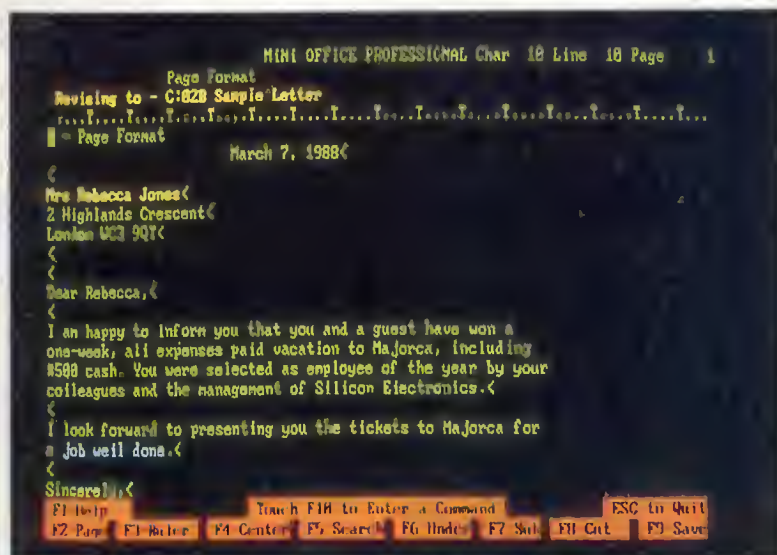 MINI OFFICE PROFESSIONAL Char 10 Line 10 Page 1
Page Format
Revising to - C:020 Sample Letter
= Page Format
March 7, 1988<
<
Mrs Rebecca Jones<
2 Highlands Crescent<
London WC3 9QT<
<
<
Dear Rebecca,<
<
I am happy to inform you that you and a guest have won a
one-week, all expenses paid vacation to Majorca, including
#500 cash. You were selected as employee of the year by your
colleagues and the management of Silicon Electronics.<
<
I look forward to presenting you the tickets to Majorca for
a job well done.<
<
Sincerely,<
F1 Help Touch F10 to Enter a Command ESC to Quit
F2 Page F3 Ruler F4 Center F5 Search F6 Under F7 F8 Cut F9 Save